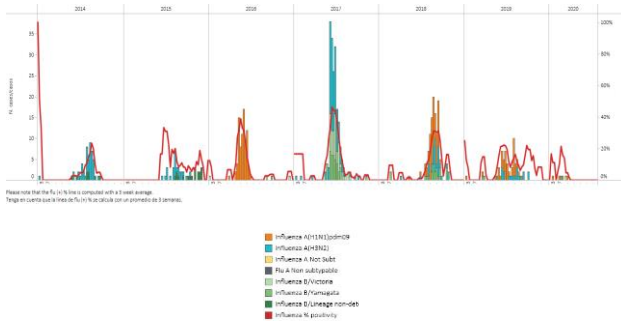 2014 2015 2016 2017 2018 2019 2020
35
30
25
20
15
10
5
0
100%
80%
60%
40%
20%
0%
Please note that the flu (+) % line is computed with a 3 week average.
Tenga en cuenta que la línea de flu (+) % se calcula con un promedio de 3 semanas.
Influenza A(H1N1)pdm09
Influenza A(H3N2)
Influenza A Not Subt
Flu A Non subtypable
Influenza B/Victoria
Influenza B/Yamagata
Influenza B/Lineage non-deti
Influenza % positivity